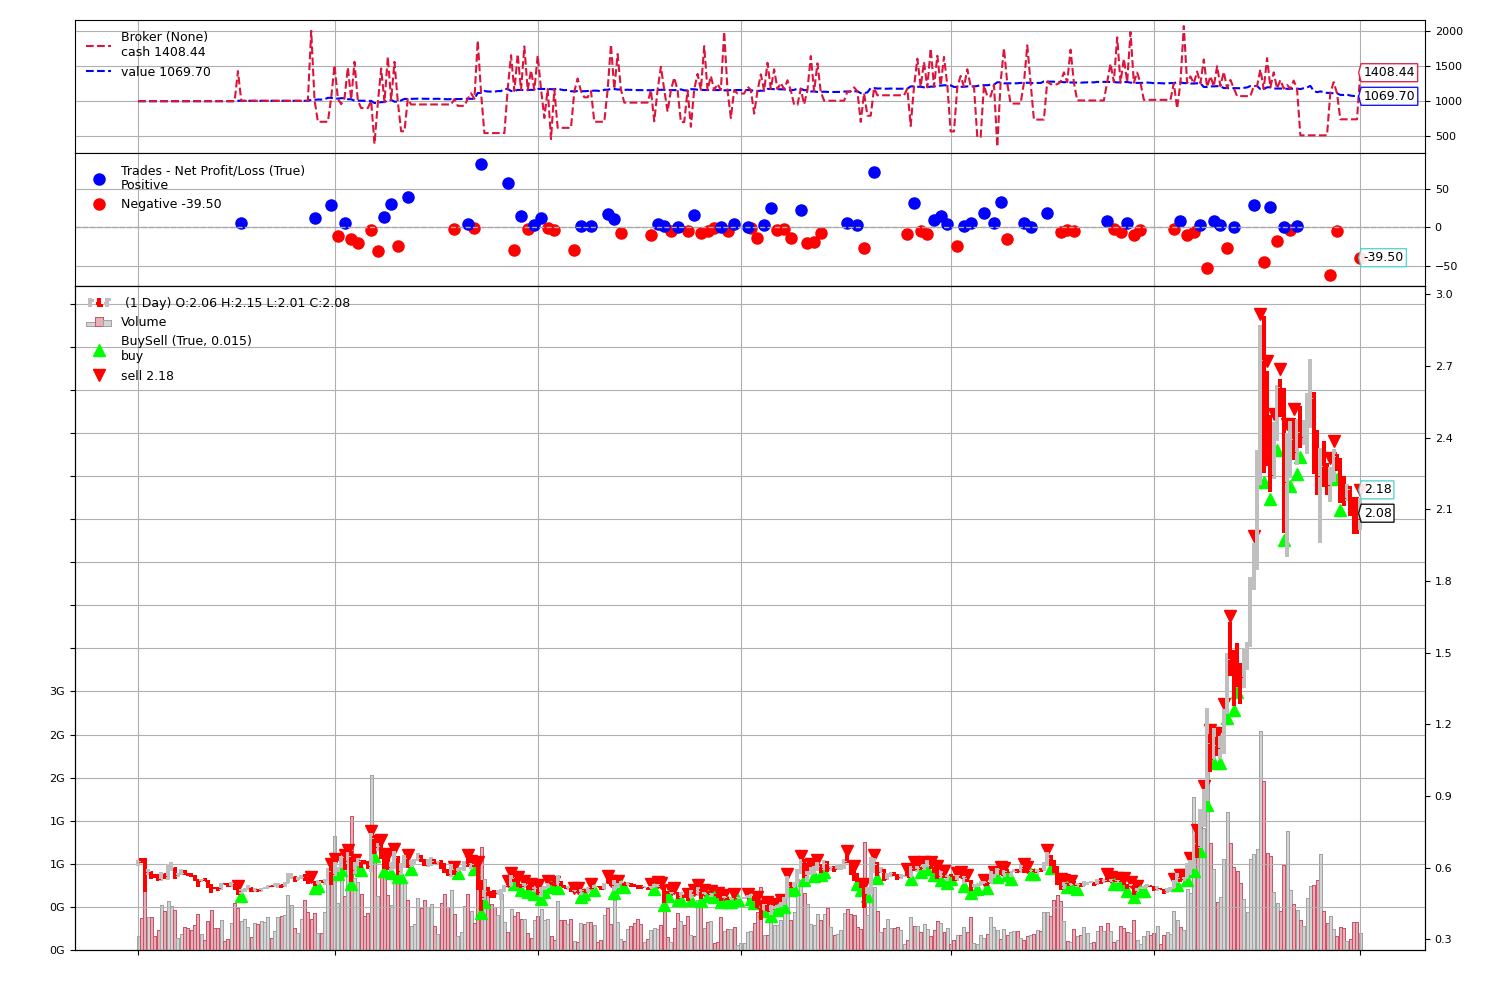 Broker (None)
cash 1408.44
value 1069.70
2000
1500
1408.44
1069.70
1000
500
Trades - Net Profit/Loss (True)
Positive
Negative -39.50
50
0
-39.50
−50
(1 Day) O:2.06 H:2.15 L:2.01 C:2.08
Volume
BuySell (True, 0.015)
buy
sell 2.18
3.0
2.7
2.4
2.18
2.08
2.1
1.8
1.5
1.2
0.9
0.6
0.3
3G
2G
2G
1G
1G
0G
0G